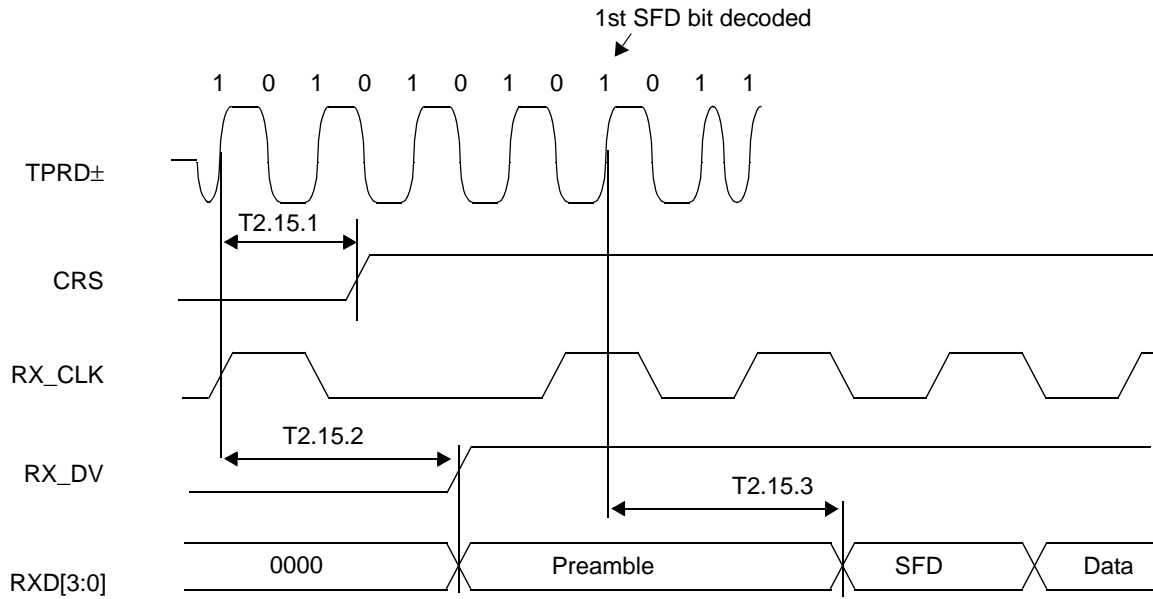 1st SFD bit decoded
1 0 1 0 1 0 1 0 1 0 1 1
TPRD±
T2.15.1
CRS
RX_CLK
T2.15.2
RX_DV
T2.15.3
0000 Preamble SFD Data
RXD[3:0]